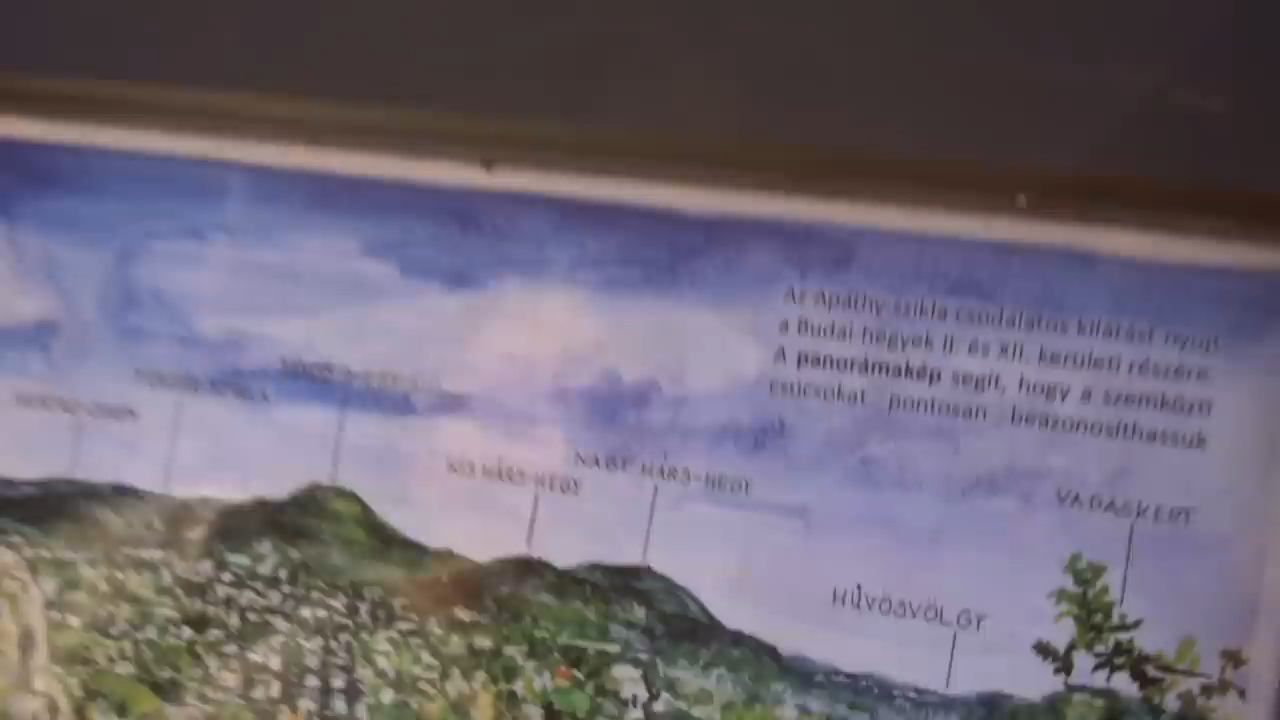 Az Apáthy szikla csodálatos kilátást nyújt
a Budai hegyek II. és XII. kerületi részére.
A panorámakép segít, hogy a szemközti
csúcsokat pontosan beazonosíthassuk
KIS HÁRS-HEGY
NAGY HÁRS-HEGY
VADASKERT
HŰVÖSVÖLGY